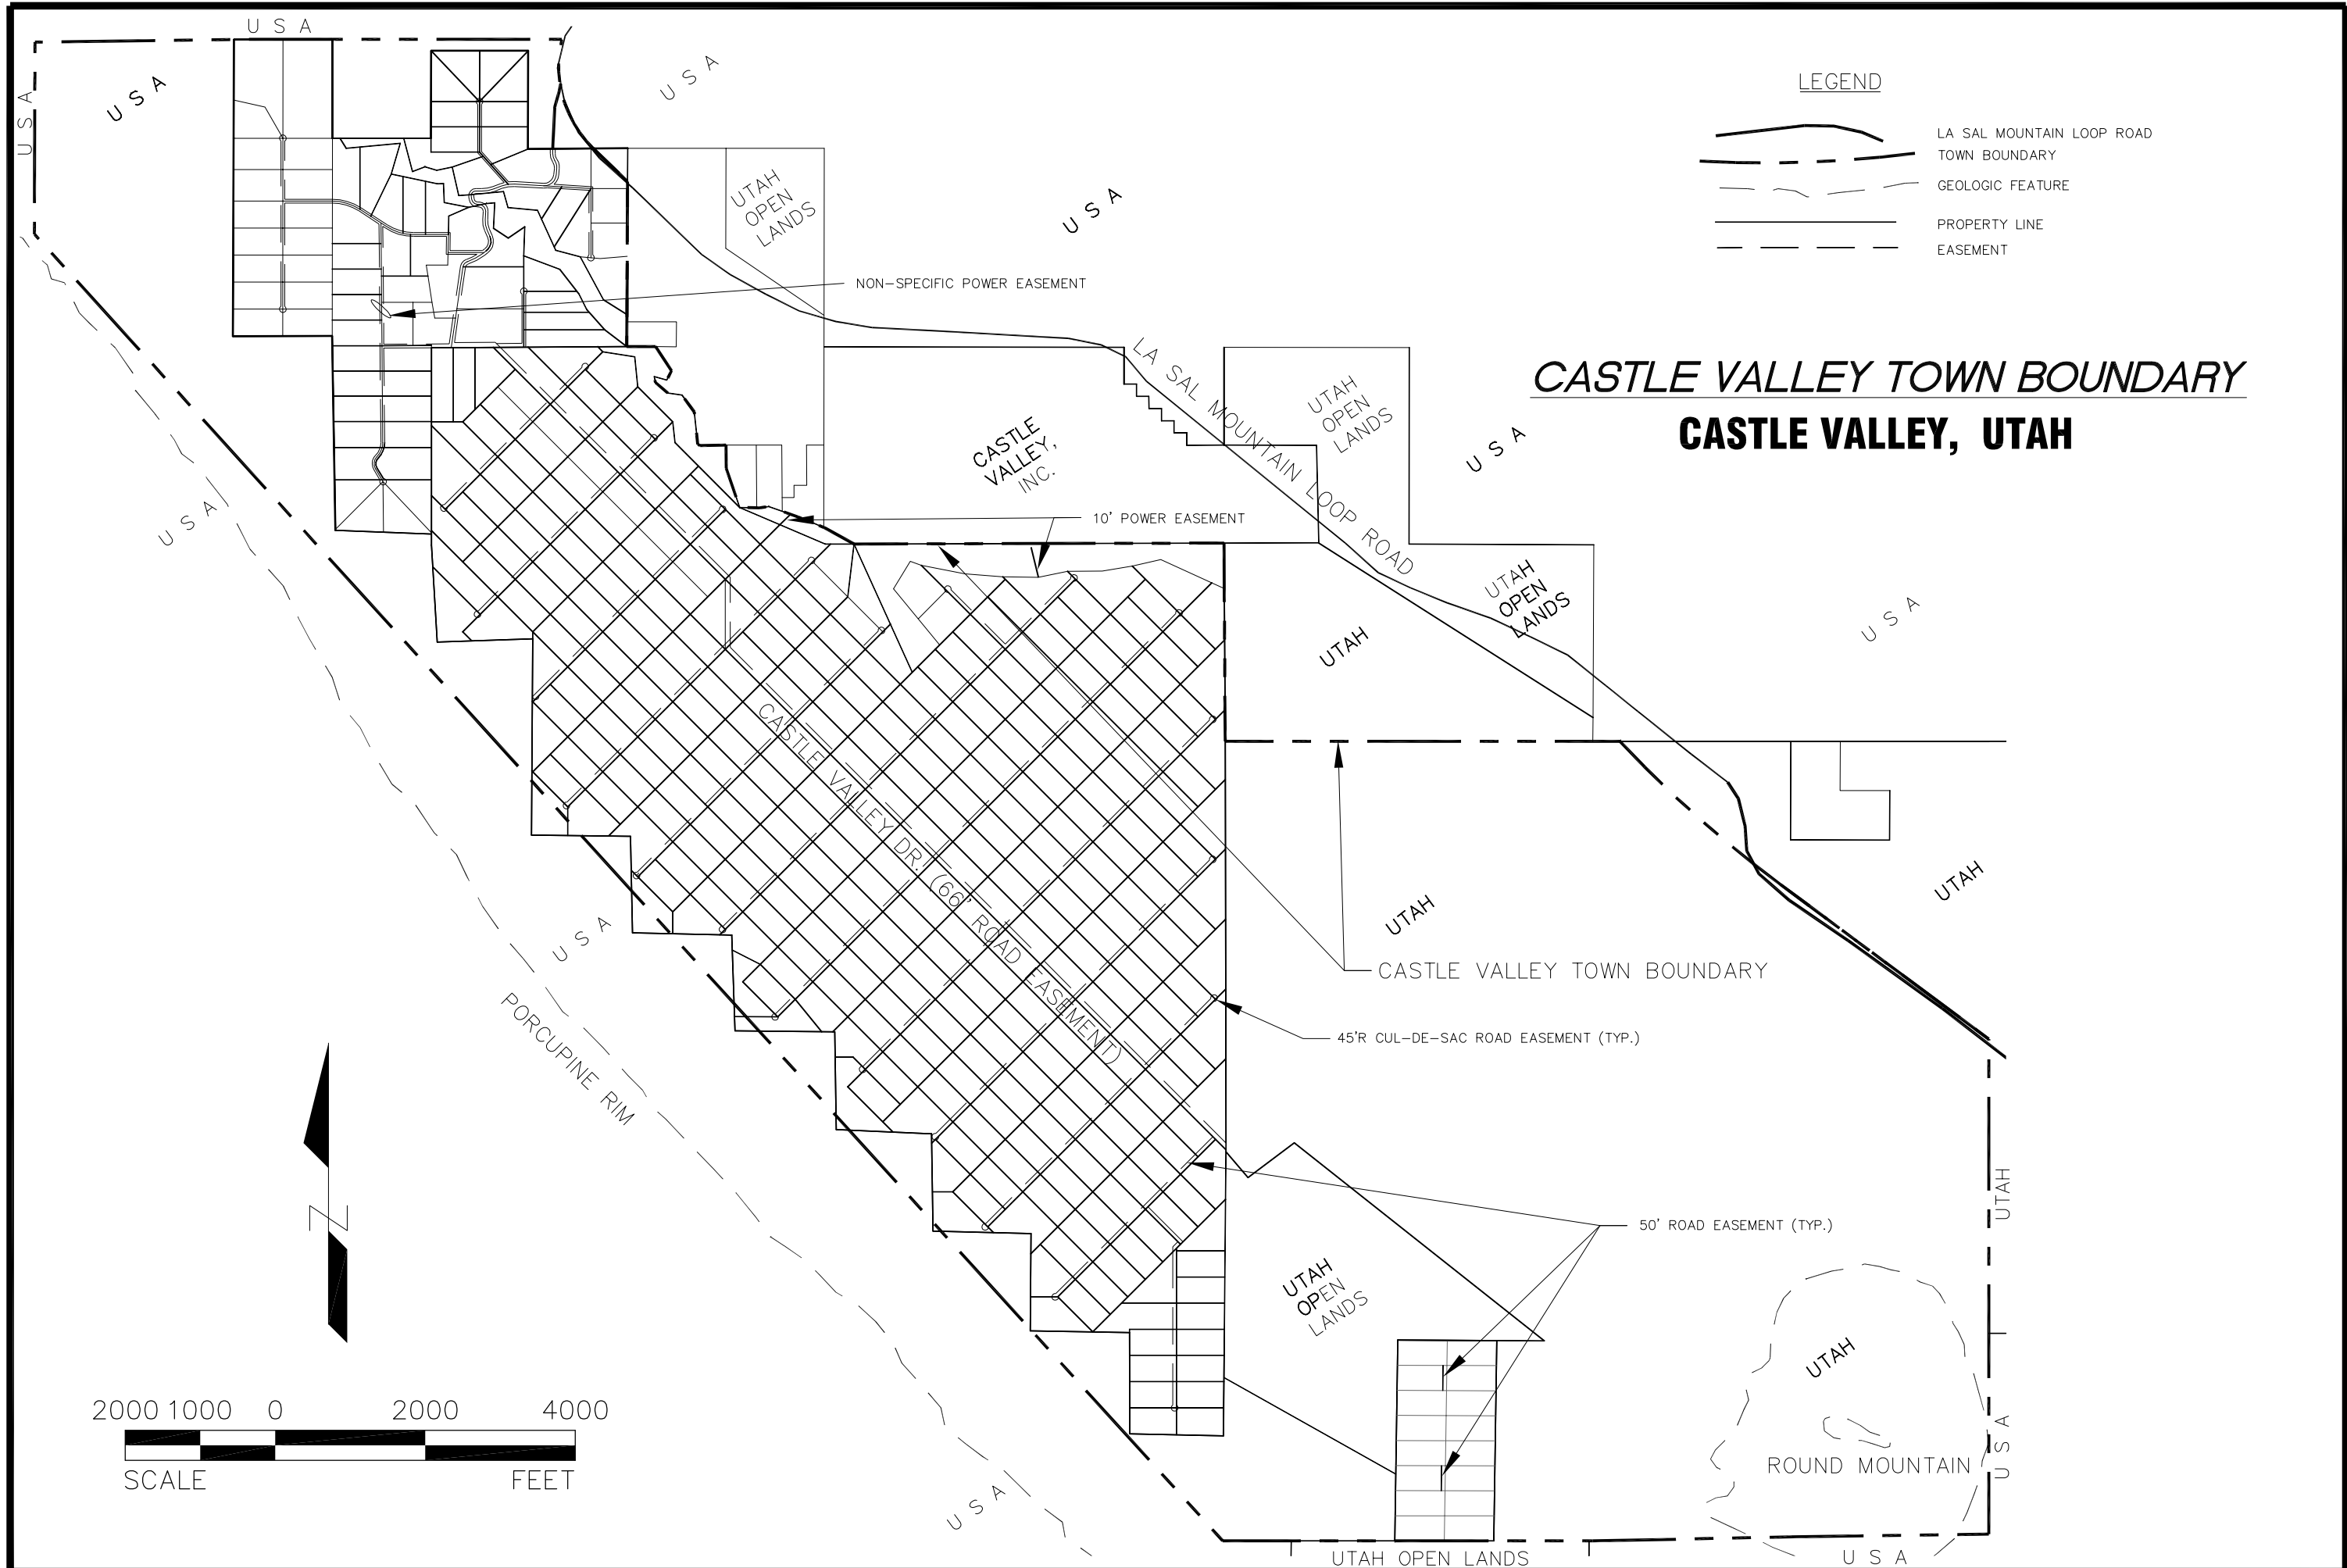 U S A
U S A
U S A
U S A
LEGEND
LA SAL MOUNTAIN LOOP ROAD
TOWN BOUNDARY
GEOLOGIC FEATURE
PROPERTY LINE
EASEMENT
UTAH
OPEN
LANDS
U S A
NON-SPECIFIC POWER EASEMENT
CASTLE VALLEY TOWN BOUNDARY
CASTLE VALLEY, UTAH
LA SAL MOUNTAIN LOOP ROAD
UTAH
OPEN
LANDS
U S A
CASTLE
VALLEY,
INC.
10' POWER EASEMENT
U S A
UTAH
OPEN
LANDS
UTAH
U S A
CASTLE VALLEY DR. (66' ROAD EASEMENT)
UTAH
UTAH
U S A
CASTLE VALLEY TOWN BOUNDARY
PORCUPINE RIM
45'R CUL-DE-SAC ROAD EASEMENT (TYP.)
UTAH
50' ROAD EASEMENT (TYP.)
N
UTAH
OPEN
LANDS
UTAH
2000 1000 0 2000 4000
SCALE FEET
ROUND MOUNTAIN
U S A
U S A
UTAH OPEN LANDS
U S A